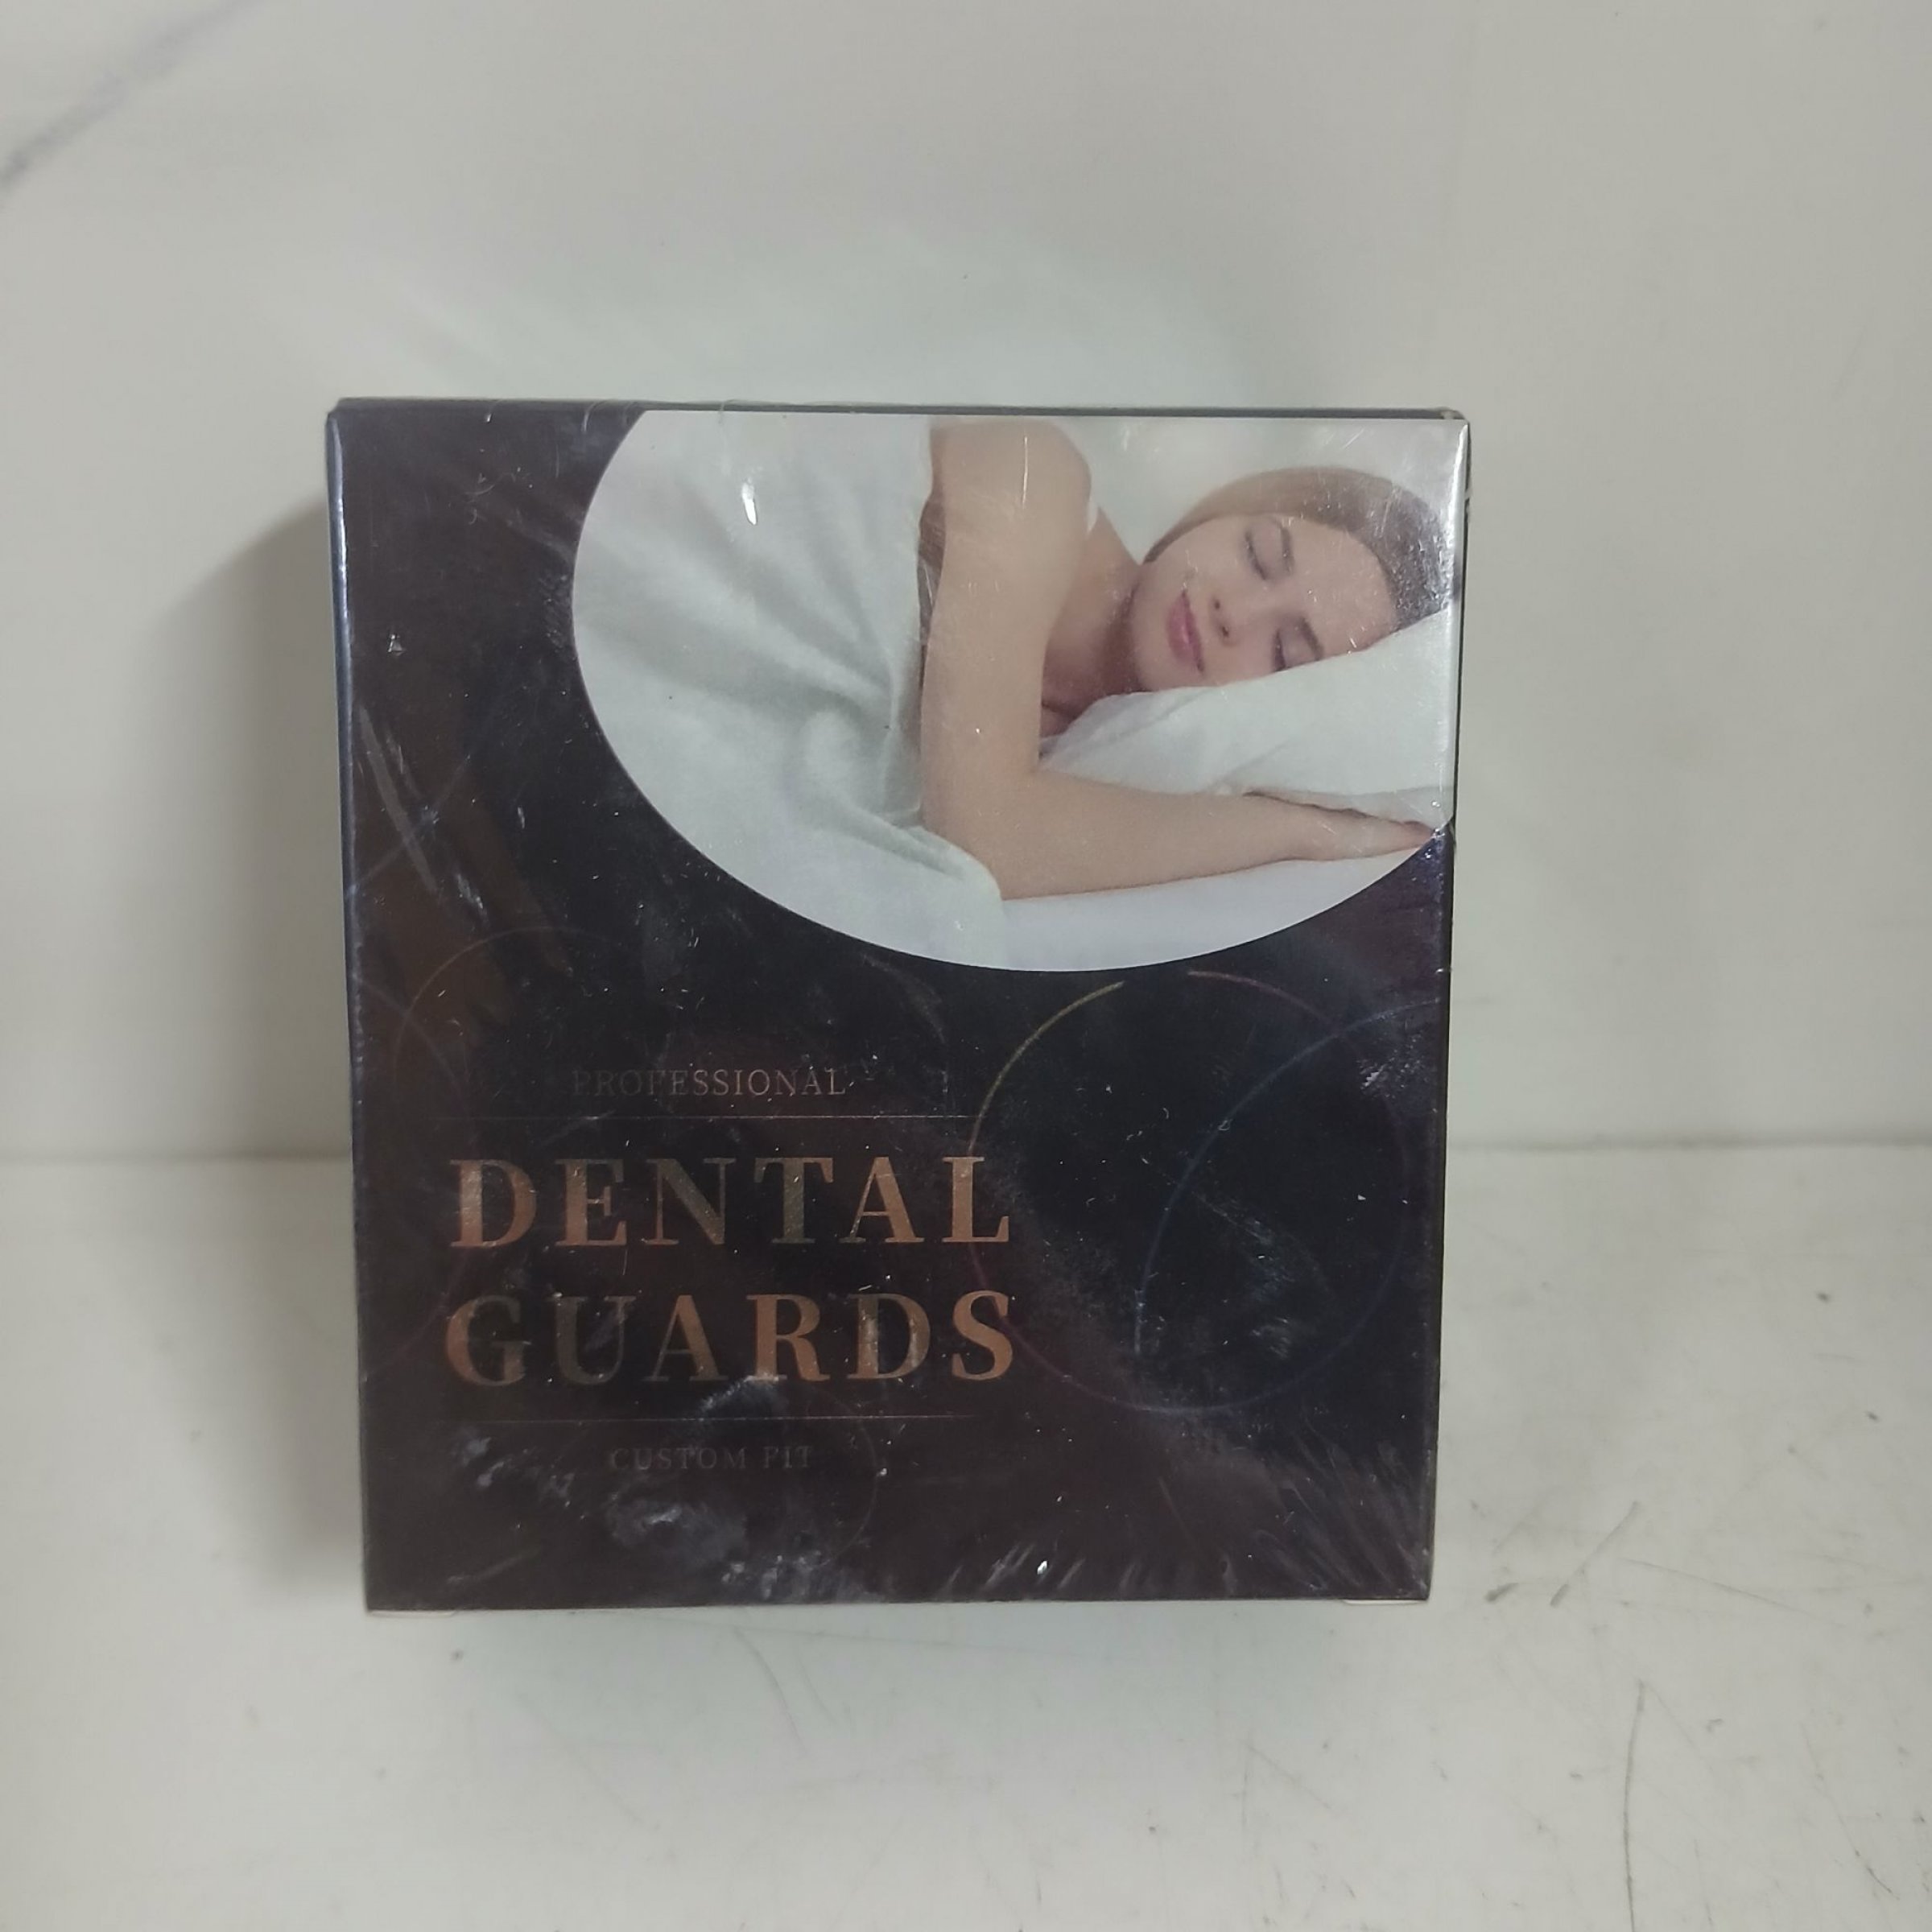 PROFESSIONAL
DENTAL
GUARDS
CUSTOM FIT